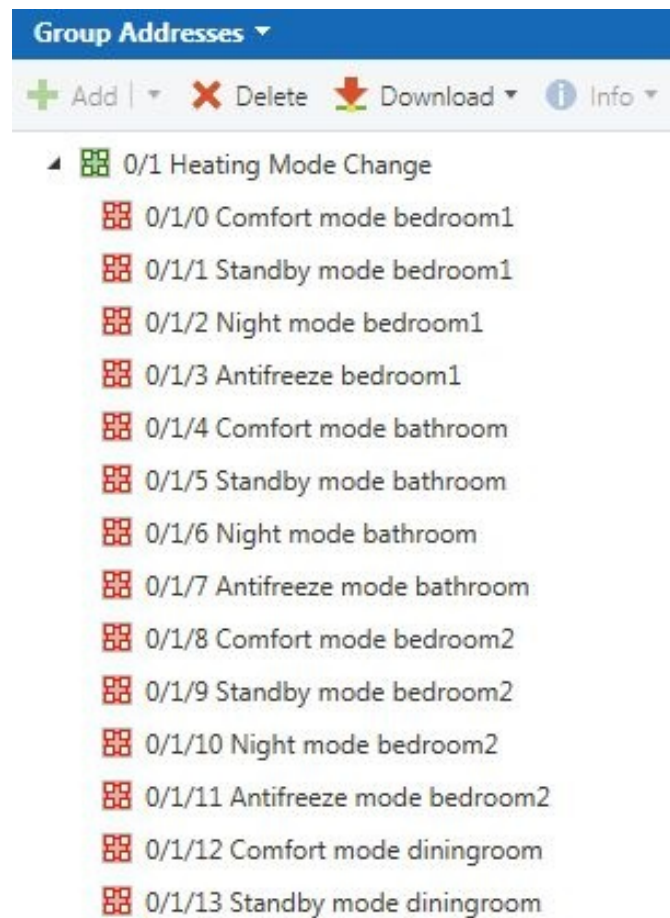 Group Addresses
Add Delete Download Info
0/1 Heating Mode Change
0/1/0 Comfort mode bedroom1
0/1/1 Standby mode bedroom1
0/1/2 Night mode bedroom1
0/1/3 Antifreeze bedroom1
0/1/4 Comfort mode bathroom
0/1/5 Standby mode bathroom
0/1/6 Night mode bathroom
0/1/7 Antifreeze mode bathroom
0/1/8 Comfort mode bedroom2
0/1/9 Standby mode bedroom2
0/1/10 Night mode bedroom2
0/1/11 Antifreeze mode bedroom2
0/1/12 Comfort mode diningroom
0/1/13 Standby mode diningroom